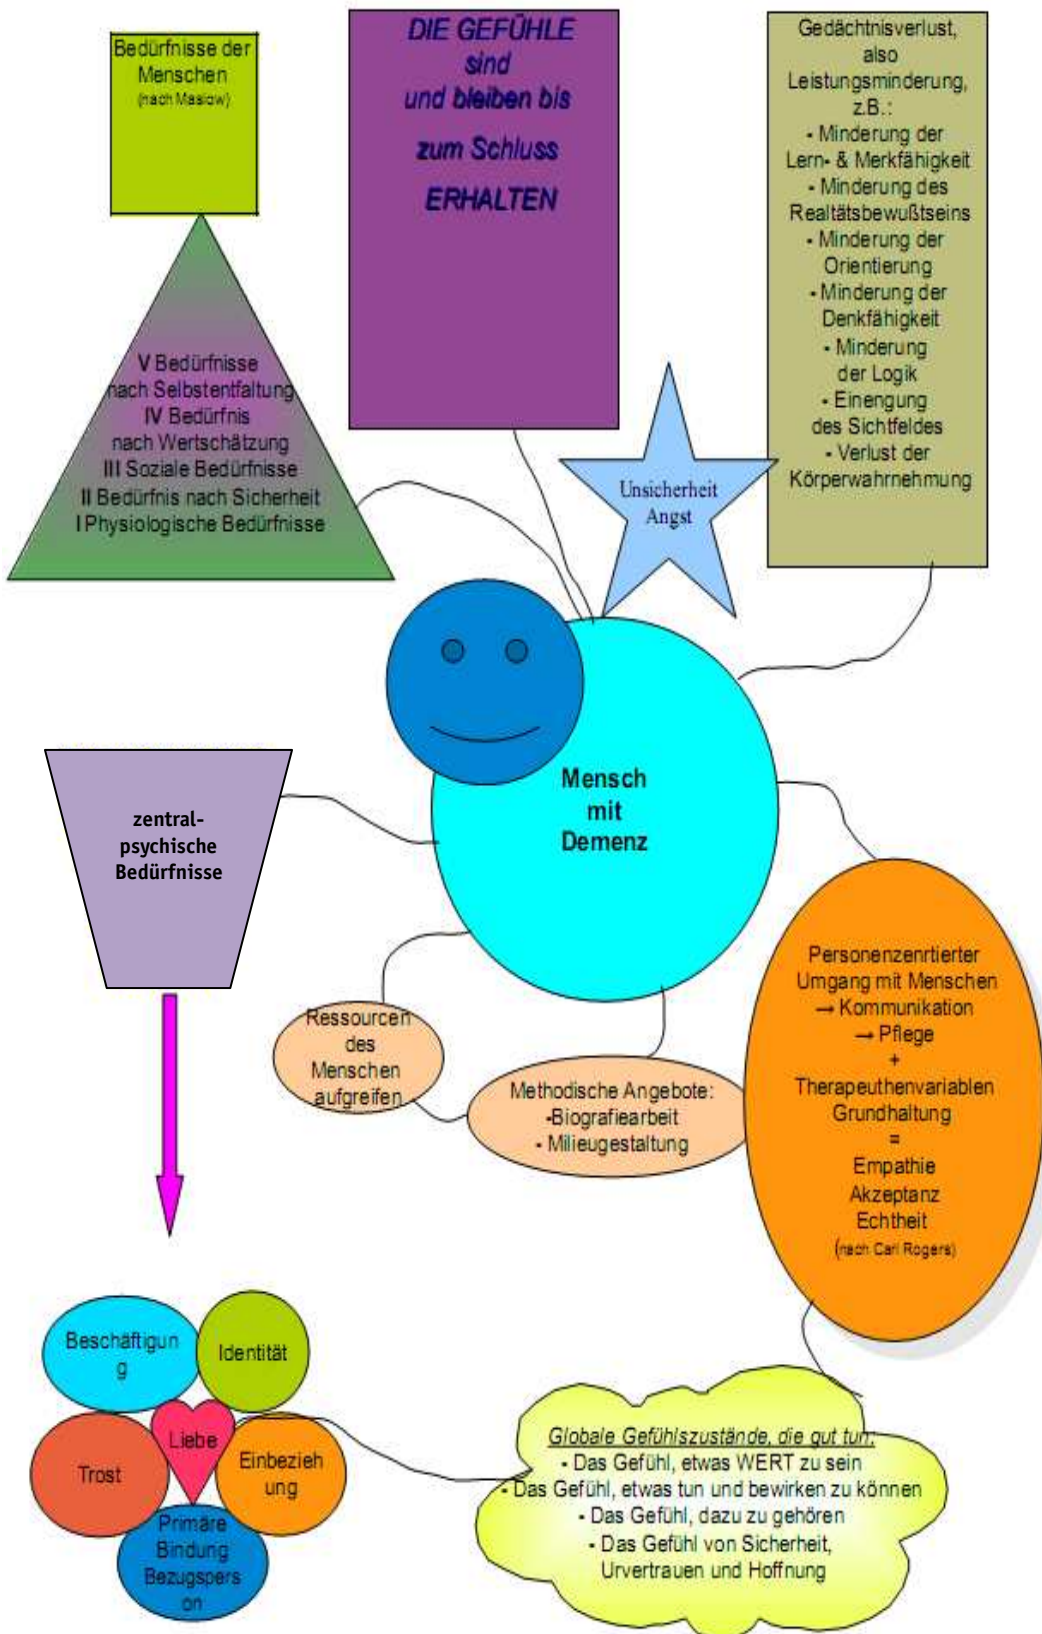 Bedürfnisse der
Menschen
(nach Maslow)
DIE GEFÜHLE
sind
und bleiben bis
zum Schluss
ERHALTEN
Gedächtnisverlust,
also
Leistungsminderung,
z.B.:
- Minderung der
Lern- & Merkfähigkeit
- Minderung des
Realtätsbewußtseins
- Minderung der
Orientierung
- Minderung der
Denkfähigkeit
- Minderung
der Logik
- Einengung
des Sichtfeldes
- Verlust der
Körperwahrnehmung
V Bedürfnisse
nach Selbstentfaltung
IV Bedürfnis
nach Wertschätzung
III Soziale Bedürfnisse
II Bedürfnis nach Sicherheit
I Physiologische Bedürfnisse
Unsicherheit
Angst
Mensch
mit
Demenz
zentral-
psychische
Bedürfnisse
Personenzenrtierter
Umgang mit Menschen
→ Kommunikation
→ Pflege
+
Therapeuthenvariablen
Grundhaltung
=
Empathie
Akzeptanz
Echtheit
(nach Carl Rogers)
Ressourcen
des
Menschen
aufgreifen
Methodische Angebote:
-Biografiearbeit
- Milieugestaltung
Beschäftigun
g
Identität
Liebe
Trost
Einbezieh
ung
Primäre
Bindung
Bezugspers
on
Globale Gefühlszustände, die gut tun:
- Das Gefühl, etwas WERT zu sein
- Das Gefühl, etwas tun und bewirken zu können
- Das Gefühl, dazu zu gehören
- Das Gefühl von Sicherheit,
Urvertrauen und Hoffnung